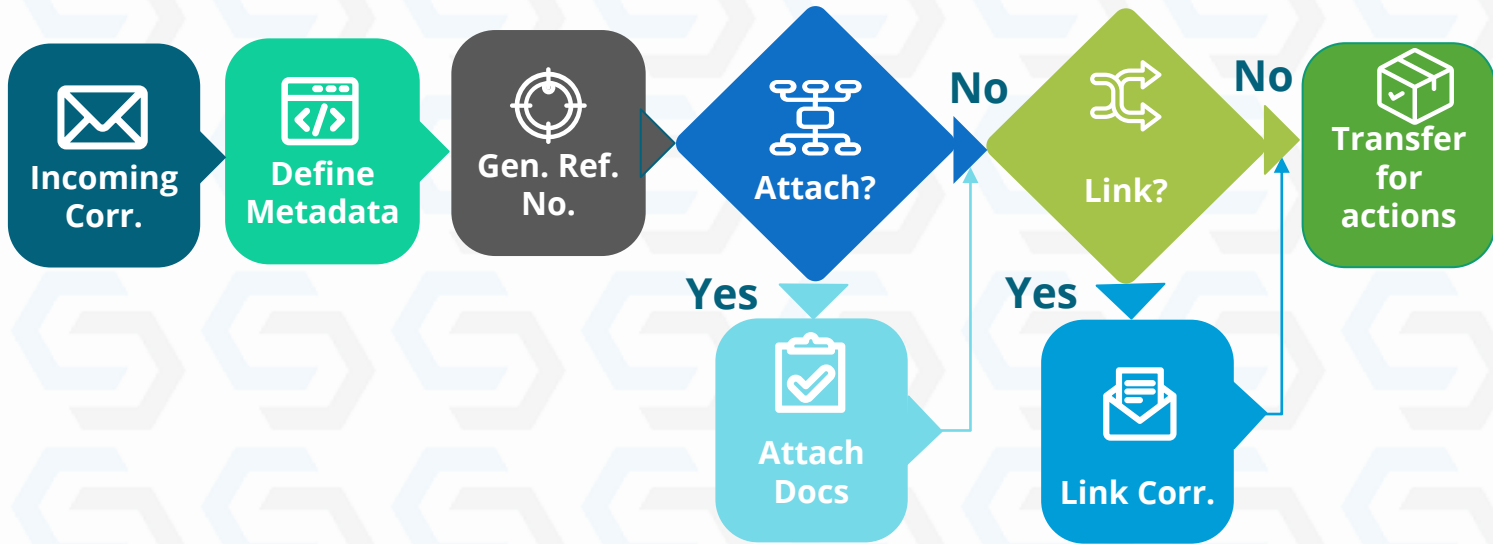 Incoming
Corr.
Define
Metadata
Gen. Ref.
No.
Attach?
No
Link?
No
Transfer
for
actions
Yes
Attach
Docs
Yes
Link Corr.